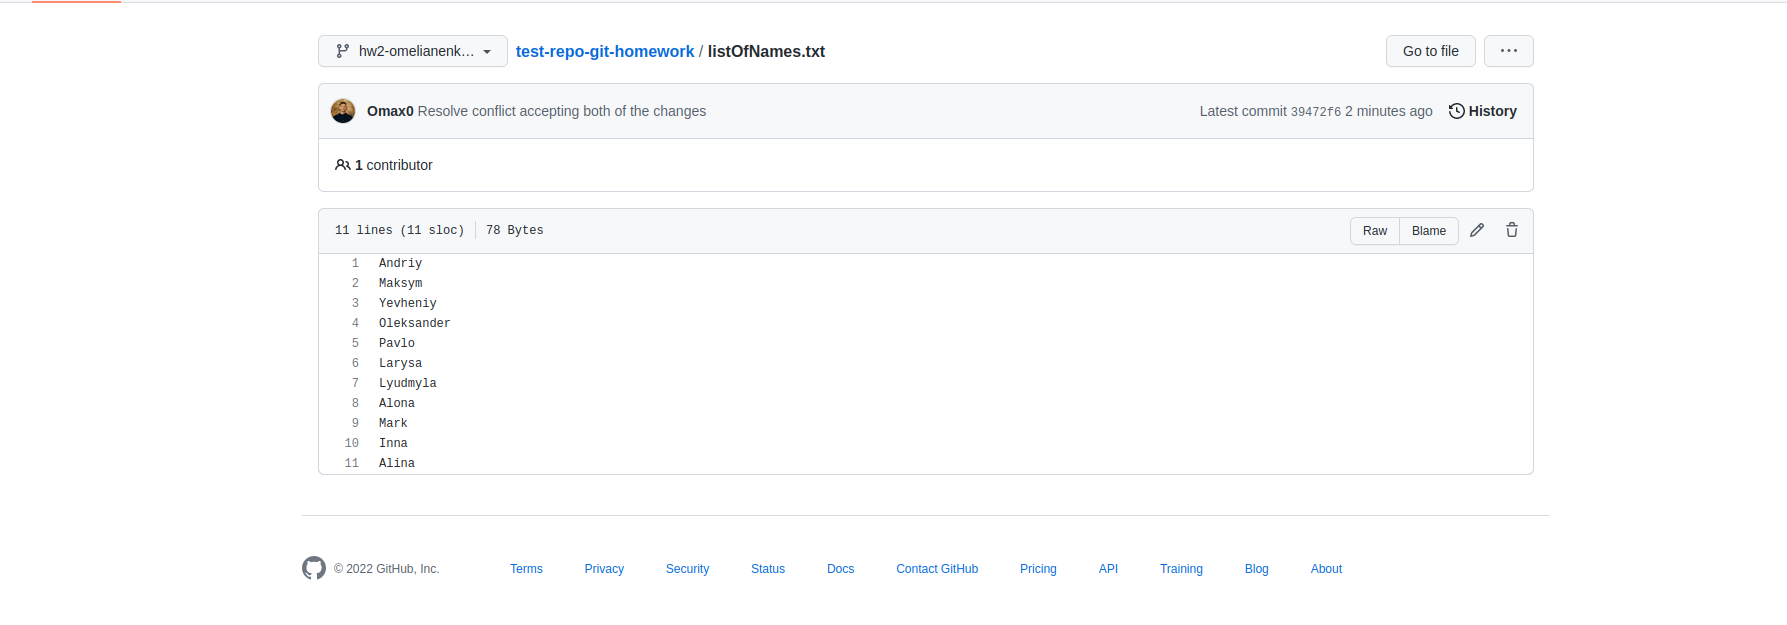 hw2-omelianenk... test-repo-git-homework / listOfNames.txt Go to file ...
Omax0 Resolve conflict accepting both of the changes Latest commit 39472f6 2 minutes ago History
1 contributor
11 lines (11 sloc) 78 Bytes Raw Blame
1 Andriy
2 Maksym
3 Yevheniy
4 Oleksander
5 Pavlo
6 Larysa
7 Lyudmyla
8 Alona
9 Mark
10 Inna
11 Alina
© 2022 GitHub, Inc. Terms Privacy Security Status Docs Contact GitHub Pricing API Training Blog About